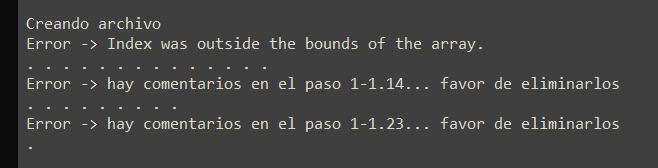 Creando archivo
Error -> Index was outside the bounds of the array.
. . . . . . . . . . . . . .
Error -> hay comentarios en el paso 1-1.14... favor de eliminarlos
. . . . . . . . .
Error -> hay comentarios en el paso 1-1.23... favor de eliminarlos
.